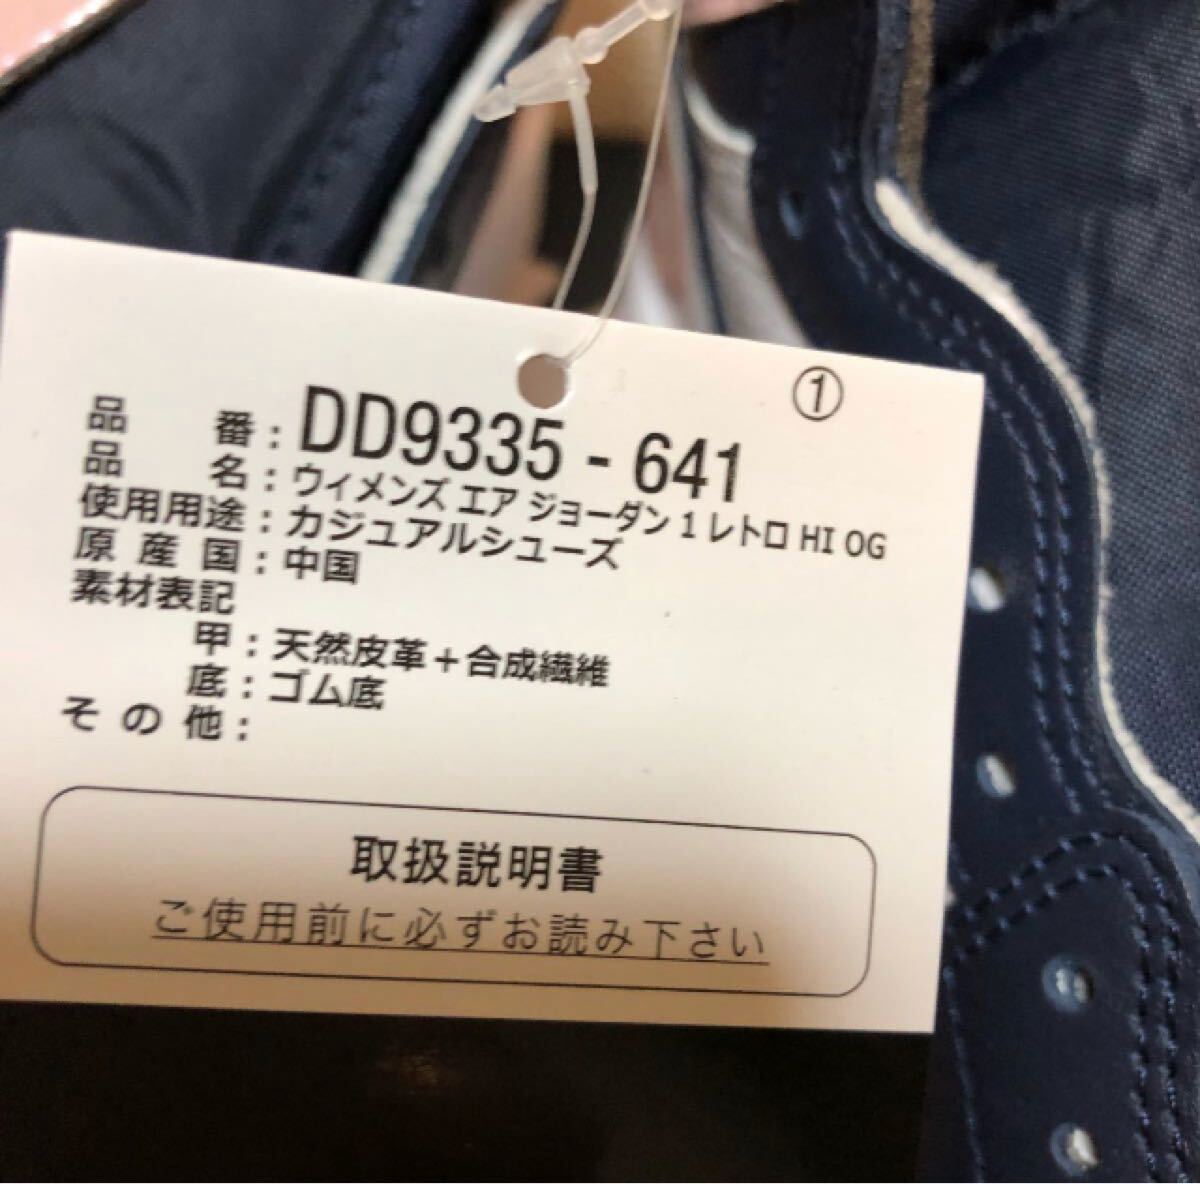 ①
品番：DD9335-641
品名：ウィメンズ エア ジョーダン 1 レトロ HI OG
使用用途：カジュアルシューズ
原産国：中国
素材表記
甲：天然皮革＋合成繊維
底：ゴム底
その他：
取扱説明書
ご使用前に必ずお読み下さい